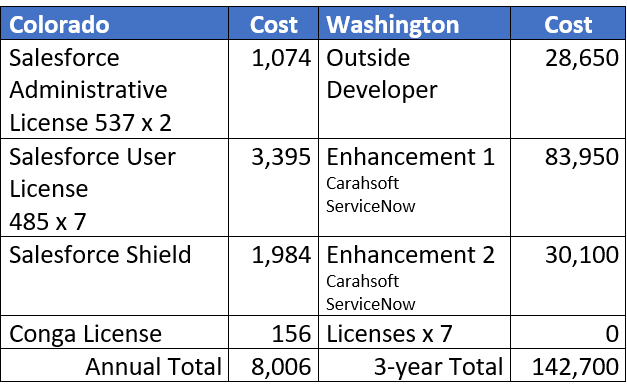 Colorado Cost Washington Cost
Salesforce 1,074 Outside 28,650
Administrative Developer
License 537 x 2
Salesforce User 3,395 Enhancement 1 83,950
License Carahsoft
485 x 7 ServiceNow
Salesforce Shield 1,984 Enhancement 2 30,100
Carahsoft
ServiceNow
Conga License 156 Licenses x 7 0
Annual Total 8,006 3-year Total 142,700